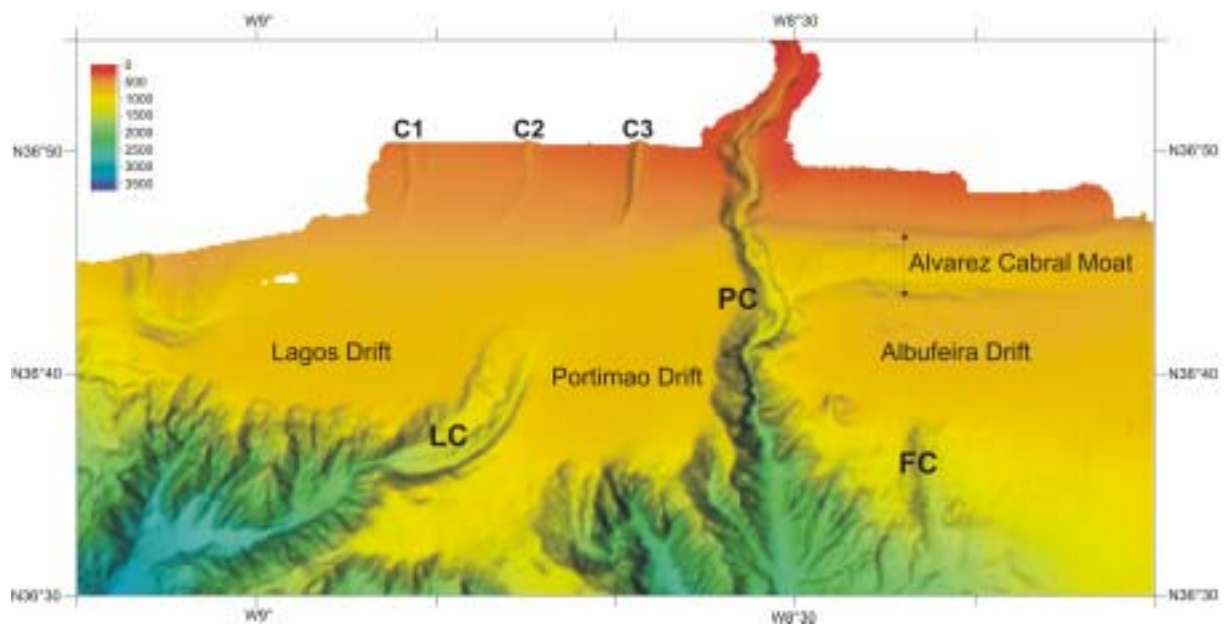 W9° W8°30
0
500
1000
1500
2000
2500
3000
3500
C1 C2 C3
N36°50 N36°50
Alvarez Cabral Moat
PC
Lagos Drift
Portimao Drift
Albufeira Drift
N36°40 N36°40
LC
FC
N36°30 N36°30
W9° W8°30